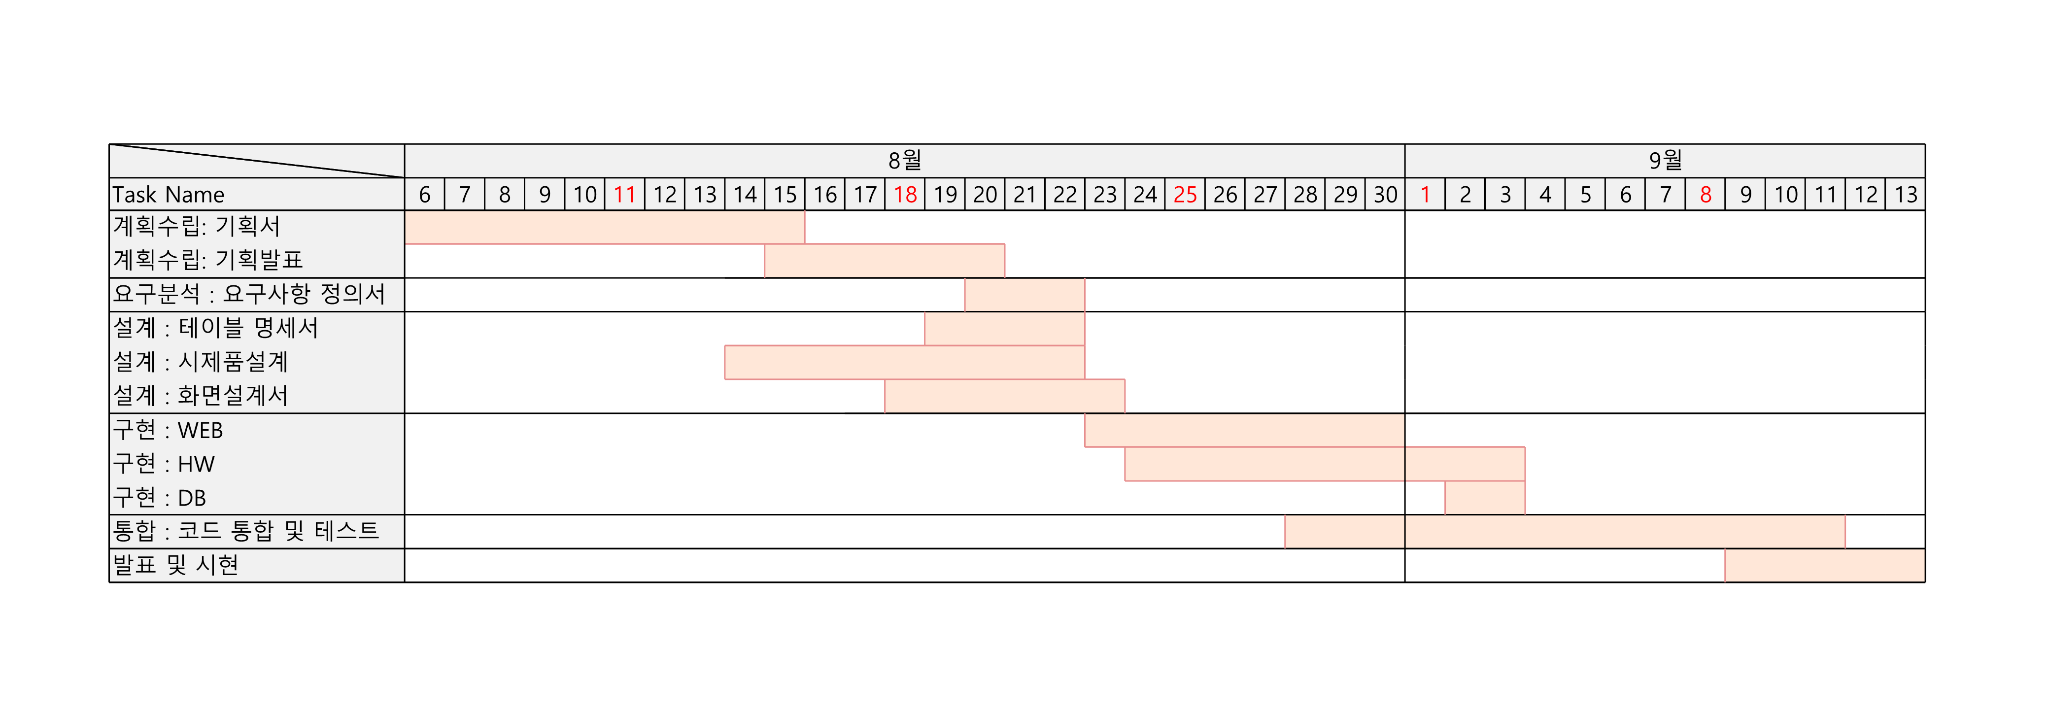 8월 9월
Task Name 6 7 8 9 10 11 12 13 14 15 16 17 18 19 20 21 22 23 24 25 26 27 28 29 30 1 2 3 4 5 6 7 8 9 10 11 12 13
계획수립: 기획서
계획수립: 기획발표
요구분석 : 요구사항 정의서
설계 : 테이블 명세서
설계 : 시제품설계
설계 : 화면설계서
구현 : WEB
구현 : HW
구현 : DB
통합 : 코드 통합 및 테스트
발표 및 시현